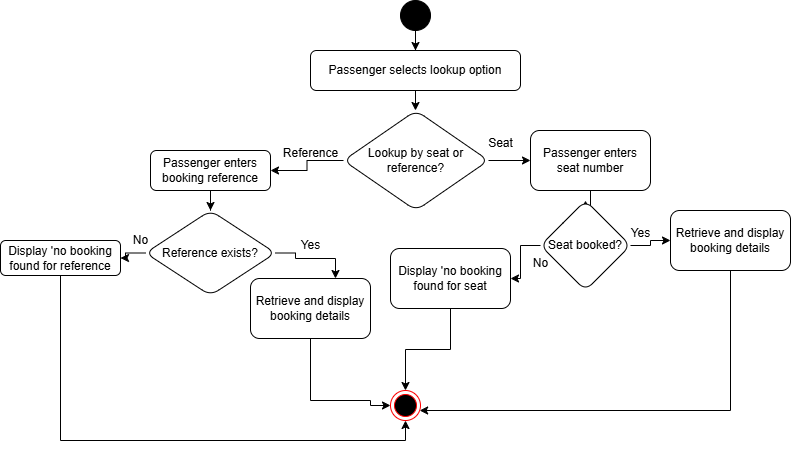 Passenger selects lookup option
Lookup by seat or
reference?
Reference
Seat
Passenger enters
booking reference
Passenger enters
seat number
Reference exists?
No
Yes
Display 'no booking
found for reference
Retrieve and display
booking details
Seat booked?
No
Yes
Display 'no booking
found for seat
Retrieve and display
booking details